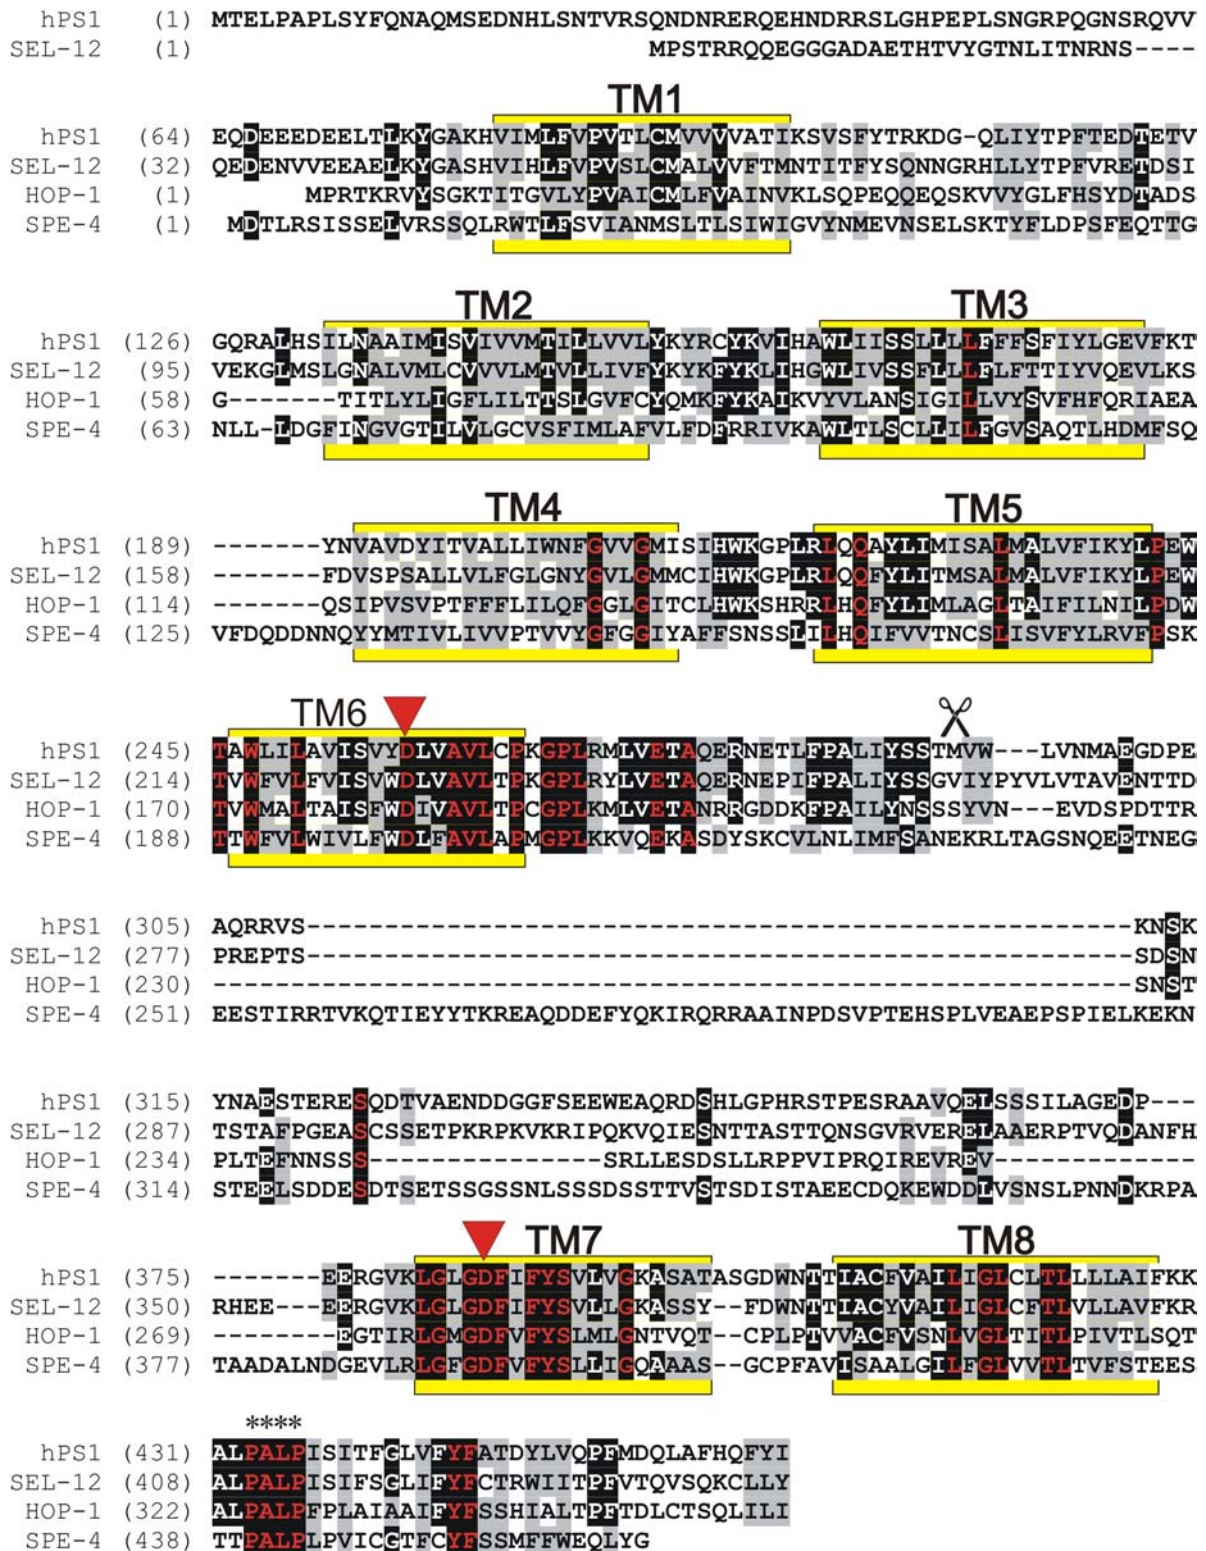 hPS1 (1) MTELPAPLSYFQNAQMSEDNHLSNTVRSQNDNRERQEHNDRRSLGHPEPLSNGRPQGNSRQVV
SEL-12 (1) MPSTRRQQEGGGADAETHTVYGTNLITNRNS----
TM1
hPS1 (64) EQDEEEDEELTLKYGAKHVIMLFVPVTLCMVVVVATIKSVSFYTRKDG-QLIYTPFTEDTETV
SEL-12 (32) QEDENVVEEAELKYGASHVIHLFVPVSLCMALVVFTMNTITFYSQNNGRHLLYTPFVRETDSI
HOP-1 (1) MPRTKRVYSGKTITGVLYPVAICMLFVAINVKLSQPEQQEQSKVVYGLFHSYDTADS
SPE-4 (1) MDTLRSISSELVRSSQLRWTLFSVIANMSLTLSIWIGVYNMEVNSELSKTYFLDPSFEQTTG
TM2 TM3
hPS1 (126) GQRALHSILNAAIMISVIVVMTILLVVLYKYRCYKVIHAWLIISSLLLLFFFSFIYLGEVFKT
SEL-12 (95) VEKGLMSLGNALVMLCVVVLMTVLLIVFYKYKFYKLIHGWLIVSSFLLLFLFTTIYVQEVLKS
HOP-1 (58) G-------TITLYLIGFLILTTSLGVFCYQMKFYKAIKVYVLANSIGILLVYSVFHFQRIAEA
SPE-4 (63) NLL-LDGFINGVGTILVLGCVSFIMLAFVLFDFRRIVKAWLTLSCLLILFGVSAQTLHDMFSQ
TM4 TM5
hPS1 (189) -------YNVAVDYITVALLIWNFGVVGMISIHWKGPLRLQQAYLIMISALMALVFIKYLPEW
SEL-12 (158) -------FDVSPSALLVLFGLGNYGVLGMMCIHWKGPLRLQQFYLITMSALMALVFIKYLPEW
HOP-1 (114) -------QSIPVSVPTFFFLILQFGGLGITCLHWKSHRRLHQFYLIMLAGLTAIFILNILPDW
SPE-4 (125) VFDQDDNNQYYMTIVLIVVPTVVYGFGGIYAFFSNSSLILHQIFVVTNCSLISVFYLRVFPSK
TM6
hPS1 (245) TAWLILAVISVYDLVAVLCPKGPLRMLVETAQERNETLFPALIYSSTMVW---LVNMAEGDPE
SEL-12 (214) TVWFVLFVISVWDLVAVLTPKGPLRYLVETAQERNEPIFPALIYSSGVIYPYVLVTAVENTTD
HOP-1 (170) TVWMALTAISFWDIVAVLTPCGPLKMLVETANRRGDDKFPAILYNSSSYVN---EVDSPDTTR
SPE-4 (188) TTWFVLWIVLFWDLFAVLAPMGPLKKVQEKASDYSKCVLNLIMFSANEKRLTAGSNQEETNEG
hPS1 (305) AQRRVS-----------------------------------------------------KNSK
SEL-12 (277) PREPTS-----------------------------------------------------SDSN
HOP-1 (230) -----------------------------------------------------------SNST
SPE-4 (251) EESTIRRTVKQTIEYYTKREAQDDEFYQKIRQRRAAINPDSVPTEHSPLVEAEPSPIELKEKN
hPS1 (315) YNAESTERESQDTVAENDDGGFSEEWEAQRDSHLGPHRSTPESRAAVQELSSSILAGEDP---
SEL-12 (287) TSTAFPGEASCSSETPKRPKVKRIPQKVQIESNTTASTTQNSGVRVERELAAERPTVQDANFH
HOP-1 (234) PLTEFNNSSS---------------SRLLESDSLLRPPVIPRQIREVREV-------------
SPE-4 (314) STEELSDDESDTSETSSGSSNLSSSDSSTTVSTSDISTAEECDQKEWDDLVSNSLPNNDKRPA
TM7 TM8
hPS1 (375) -------EERGVKLGLGDFIFYSVLVGKASATASGDWNTTIACFVAILIGLCLTLLLLAIFKK
SEL-12 (350) RHEE---EERGVKLGLGDFIFYSVLLGKASSY--FDWNTTIACYVAILIGLCFTLVLLAVFKR
HOP-1 (269) --------EGTIRLGMGDFVFYSLMLGNTVQT--CPLPTVVACFVSNLVGLTITLPIVTLSQT
SPE-4 (377) TAADALNDGEVLRLGFGDFVFYSLLIGQAAAS--GCPFAVISAALGILFGLVVTLTVFSTEES
****
hPS1 (431) ALPALPISITFGLVFYFATDYLVQPFMDQLAFHQFYI
SEL-12 (408) ALPALPISIFSGLIFYFCTRWIITPFVTQVSQKCLLY
HOP-1 (322) ALPALPFPLAIAAIFYFSSHIALTPFTDLCTSQLILI
SPE-4 (438) TTPALPLPVICGTFCYFSSMFFWEQLYG